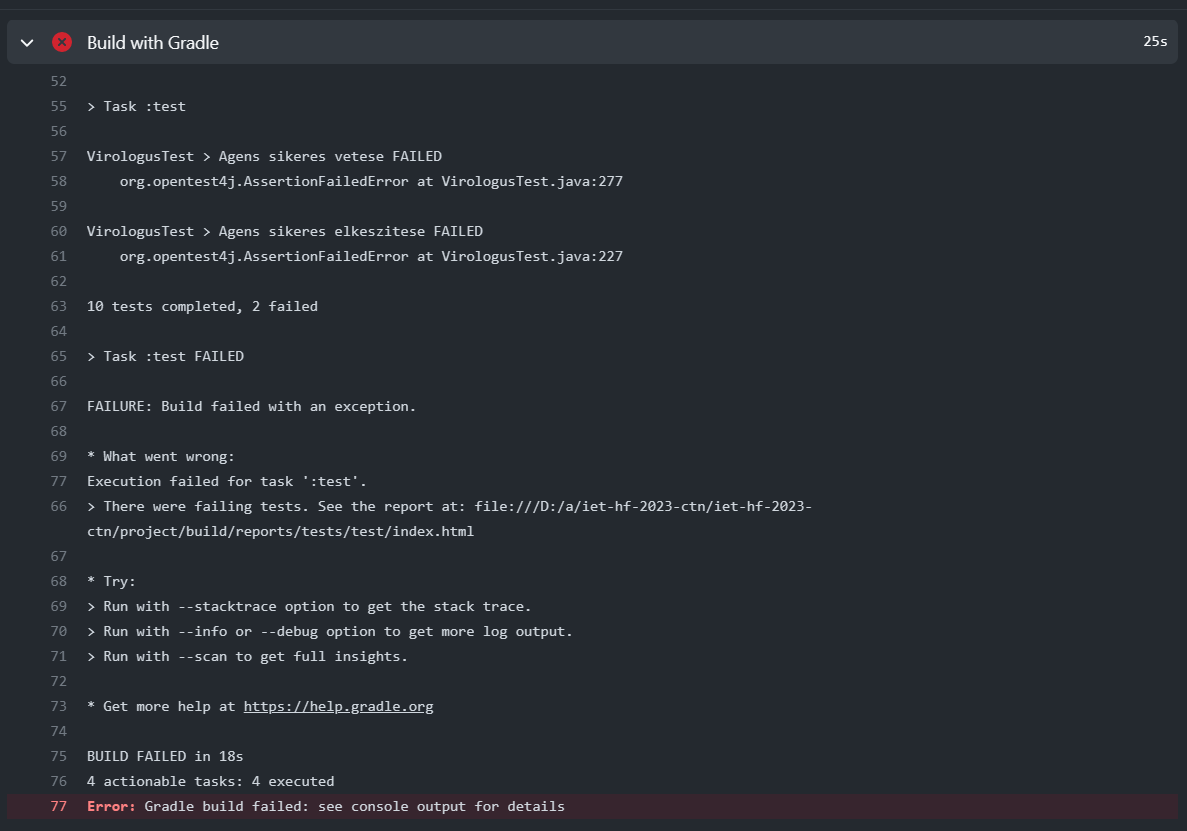 Build with Gradle 25s
52
55 > Task :test
56
57 VirologusTest > Agens sikeres vetese FAILED
58 org.opentest4j.AssertionFailedError at VirologusTest.java:277
59
60 VirologusTest > Agens sikeres elkeszitese FAILED
61 org.opentest4j.AssertionFailedError at VirologusTest.java:227
62
63 10 tests completed, 2 failed
64
65 > Task :test FAILED
66
67 FAILURE: Build failed with an exception.
68
69 * What went wrong:
77 Execution failed for task ':test'.
66 > There were failing tests. See the report at: file:///D:/a/iet-hf-2023-ctn/iet-hf-2023-
ctn/project/build/reports/tests/test/index.html
67
68 * Try:
69 > Run with --stacktrace option to get the stack trace.
70 > Run with --info or --debug option to get more log output.
71 > Run with --scan to get full insights.
72
73 * Get more help at https://help.gradle.org
74
75 BUILD FAILED in 18s
76 4 actionable tasks: 4 executed
77 Error: Gradle build failed: see console output for details